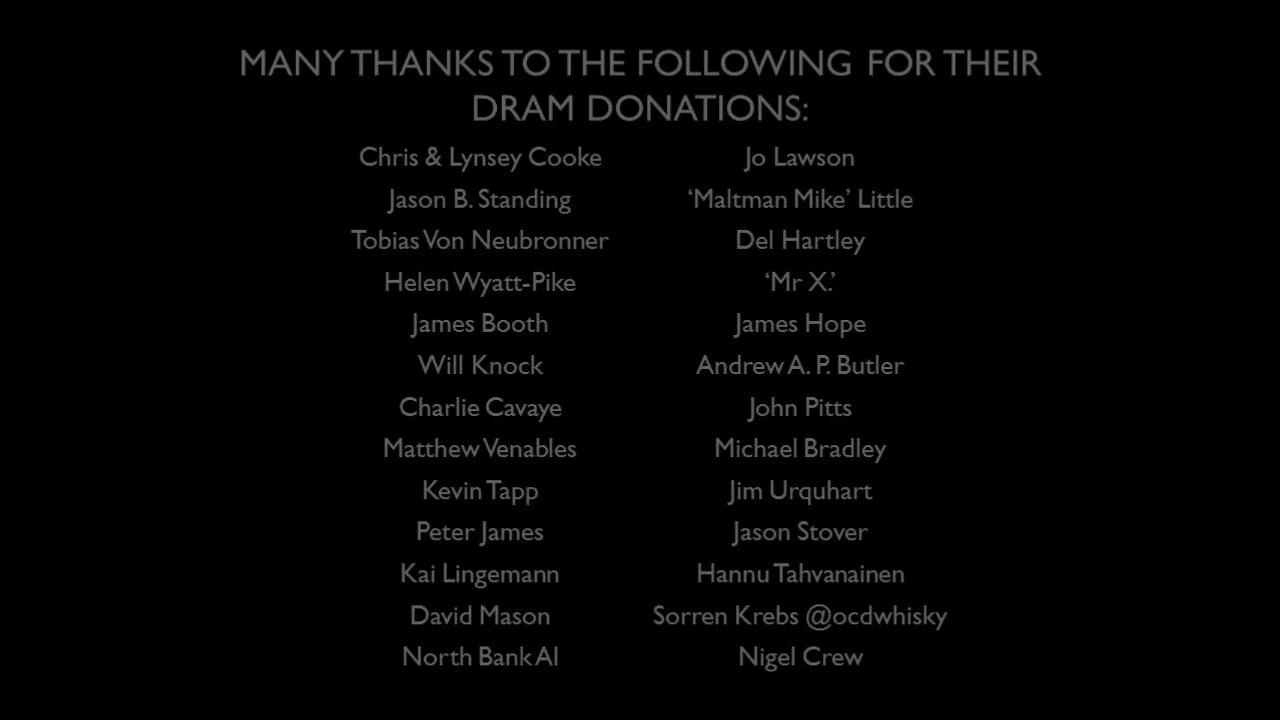 MANY THANKS TO THE FOLLOWING FOR THEIR
DRAM DONATIONS:
Chris & Lynsey Cooke
Jason B. Standing
Tobias Von Neubronner
Helen Wyatt-Pike
James Booth
Will Knock
Charlie Cavaye
Matthew Venables
Kevin Tapp
Peter James
Kai Lingemann
David Mason
North Bank Al
Jo Lawson
‘Maltman Mike’ Little
Del Hartley
‘Mr X.’
James Hope
Andrew A. P. Butler
John Pitts
Michael Bradley
Jim Urquhart
Jason Stover
Hannu Tahvanainen
Sorren Krebs @ocdwhisky
Nigel Crew